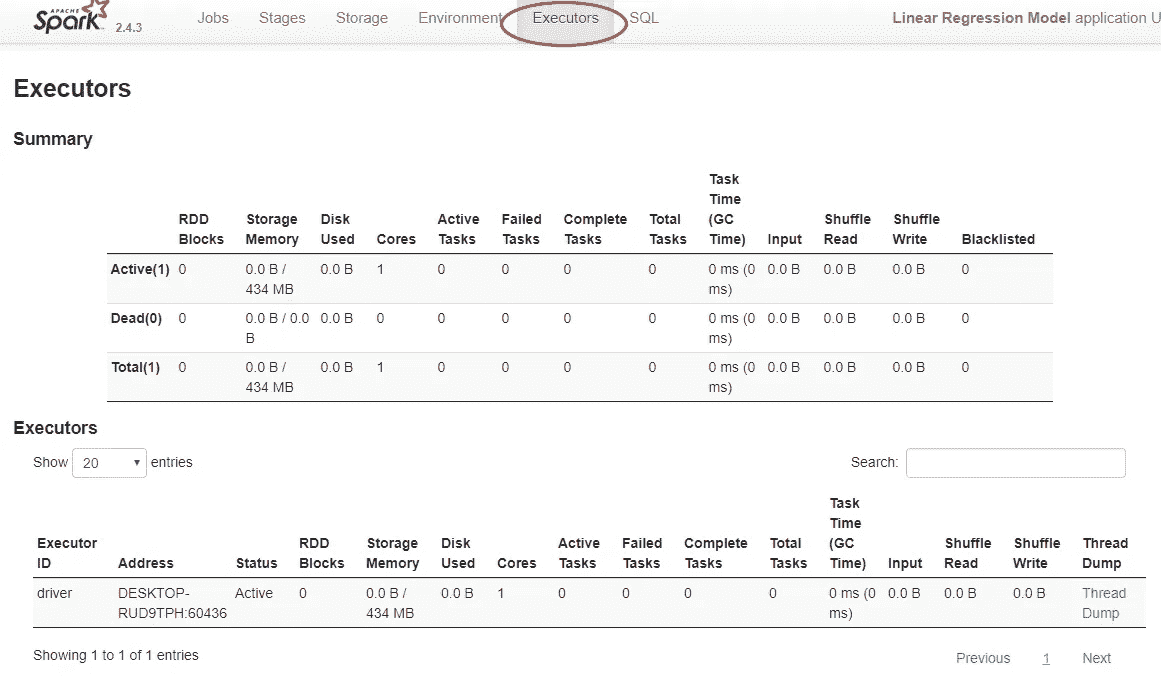 APACHE
Spark 2.4.3 Jobs Stages Storage Environment Executors SQL Linear Regression Model application U
Executors
Summary
RDD Blocks Storage Memory Disk Used Cores Active Tasks Failed Tasks Complete Tasks Total Tasks Task Time (GC Time) Input Shuffle Read Shuffle Write Blacklisted
Active(1) 0 0.0 B / 434 MB 0.0 B 1 0 0 0 0 0 ms (0 ms) 0.0 B 0.0 B 0.0 B 0
Dead(0) 0 0.0 B / 0.0 B 0.0 B 0 0 0 0 0 0 ms (0 ms) 0.0 B 0.0 B 0.0 B 0
Total(1) 0 0.0 B / 434 MB 0.0 B 1 0 0 0 0 0 ms (0 ms) 0.0 B 0.0 B 0.0 B 0
Executors
Show 20 entries Search:
Executor ID Address Status RDD Blocks Storage Memory Disk Used Cores Active Tasks Failed Tasks Complete Tasks Total Tasks Task Time (GC Time) Input Shuffle Read Shuffle Write Thread Dump
driver DESKTOP-RUD9TPH:60436 Active 0 0.0 B / 434 MB 0.0 B 1 0 0 0 0 0 ms (0 ms) 0.0 B 0.0 B 0.0 B Thread Dump
Showing 1 to 1 of 1 entries Previous 1 Next